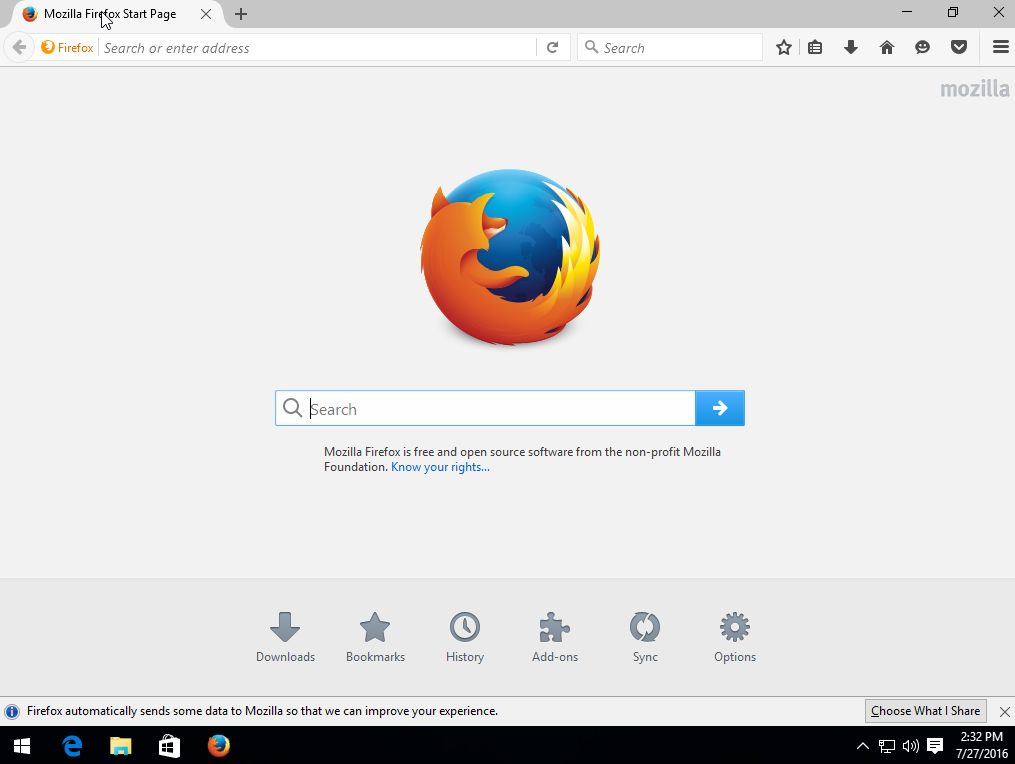 Mozilla Firefox Start Page
Firefox
Search or enter address
Search
mozilla
Search
Mozilla Firefox is free and open source software from the non-profit Mozilla
Foundation. Know your rights...
Downloads
Bookmarks
History
Add-ons
Sync
Options
Firefox automatically sends some data to Mozilla so that we can improve your experience.
Choose What I Share
2:32 PM
7/27/2016